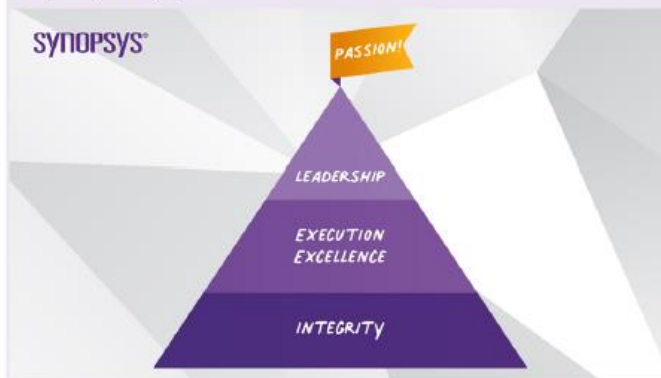 SYNOPSYS®
PASSION!
LEADERSHIP
EXECUTION
EXCELLENCE
INTEGRITY